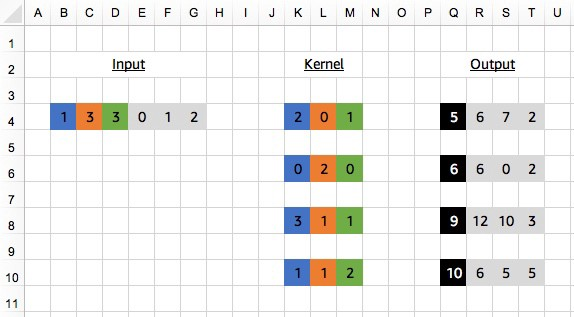 A B C D E F G H I J K L M N O P Q R S T U
1
2 Input Kernel Output
3
4 1 3 3 0 1 2 2 0 1 5 6 7 2
5
6 0 2 0 6 6 0 2
7
8 3 1 1 9 12 10 3
9
10 1 1 2 10 6 5 5
11